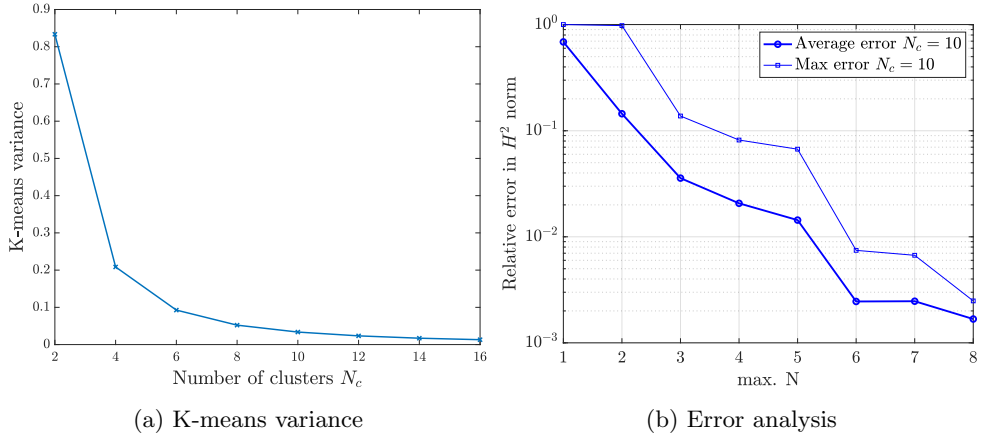 0.9
0.8
0.7
0.6
0.5
0.4
0.3
0.2
0.1
0
K-means variance
2 4 6 8 10 12 14 16
Number of clusters $N_c$
(a) K-means variance
$10^0$
$10^{-1}$
$10^{-2}$
$10^{-3}$
Relative error in $H^2$ norm
Average error $N_c = 10$
Max error $N_c = 10$
1 2 3 4 5 6 7 8
max. N
(b) Error analysis